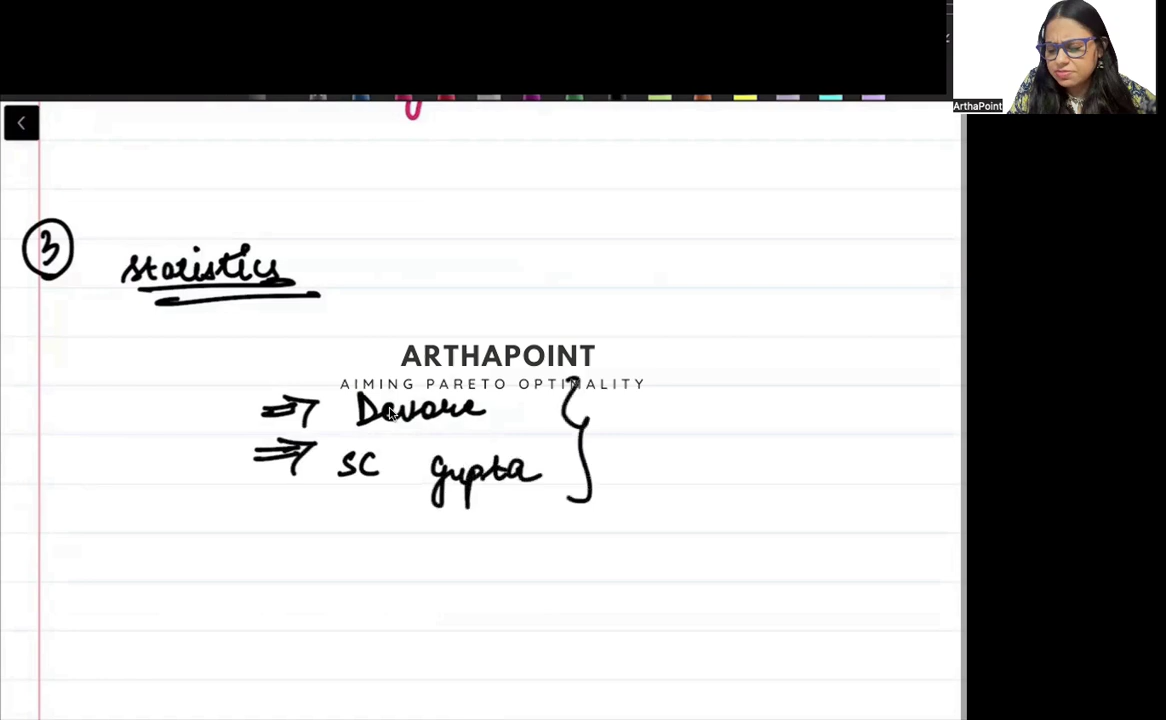 ArthaPoint
3
statistics
ARTHAPOINT
AIMING PARETO OPTIMALITY
⇒ Devore
⇒ SC Gupta